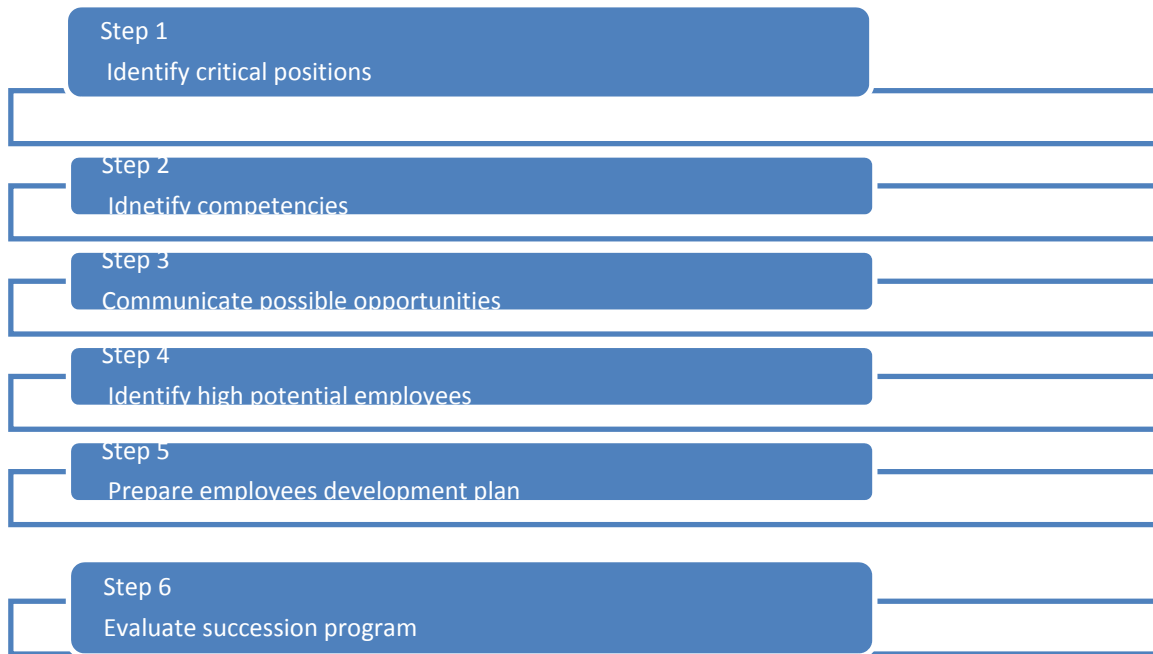 Step 1
Identify critical positions
Step 2
Idnetify competencies
Step 3
Communicate possible opportunities
Step 4
Identify high potential employees
Step 5
Prepare employees development plan
Step 6
Evaluate succession program